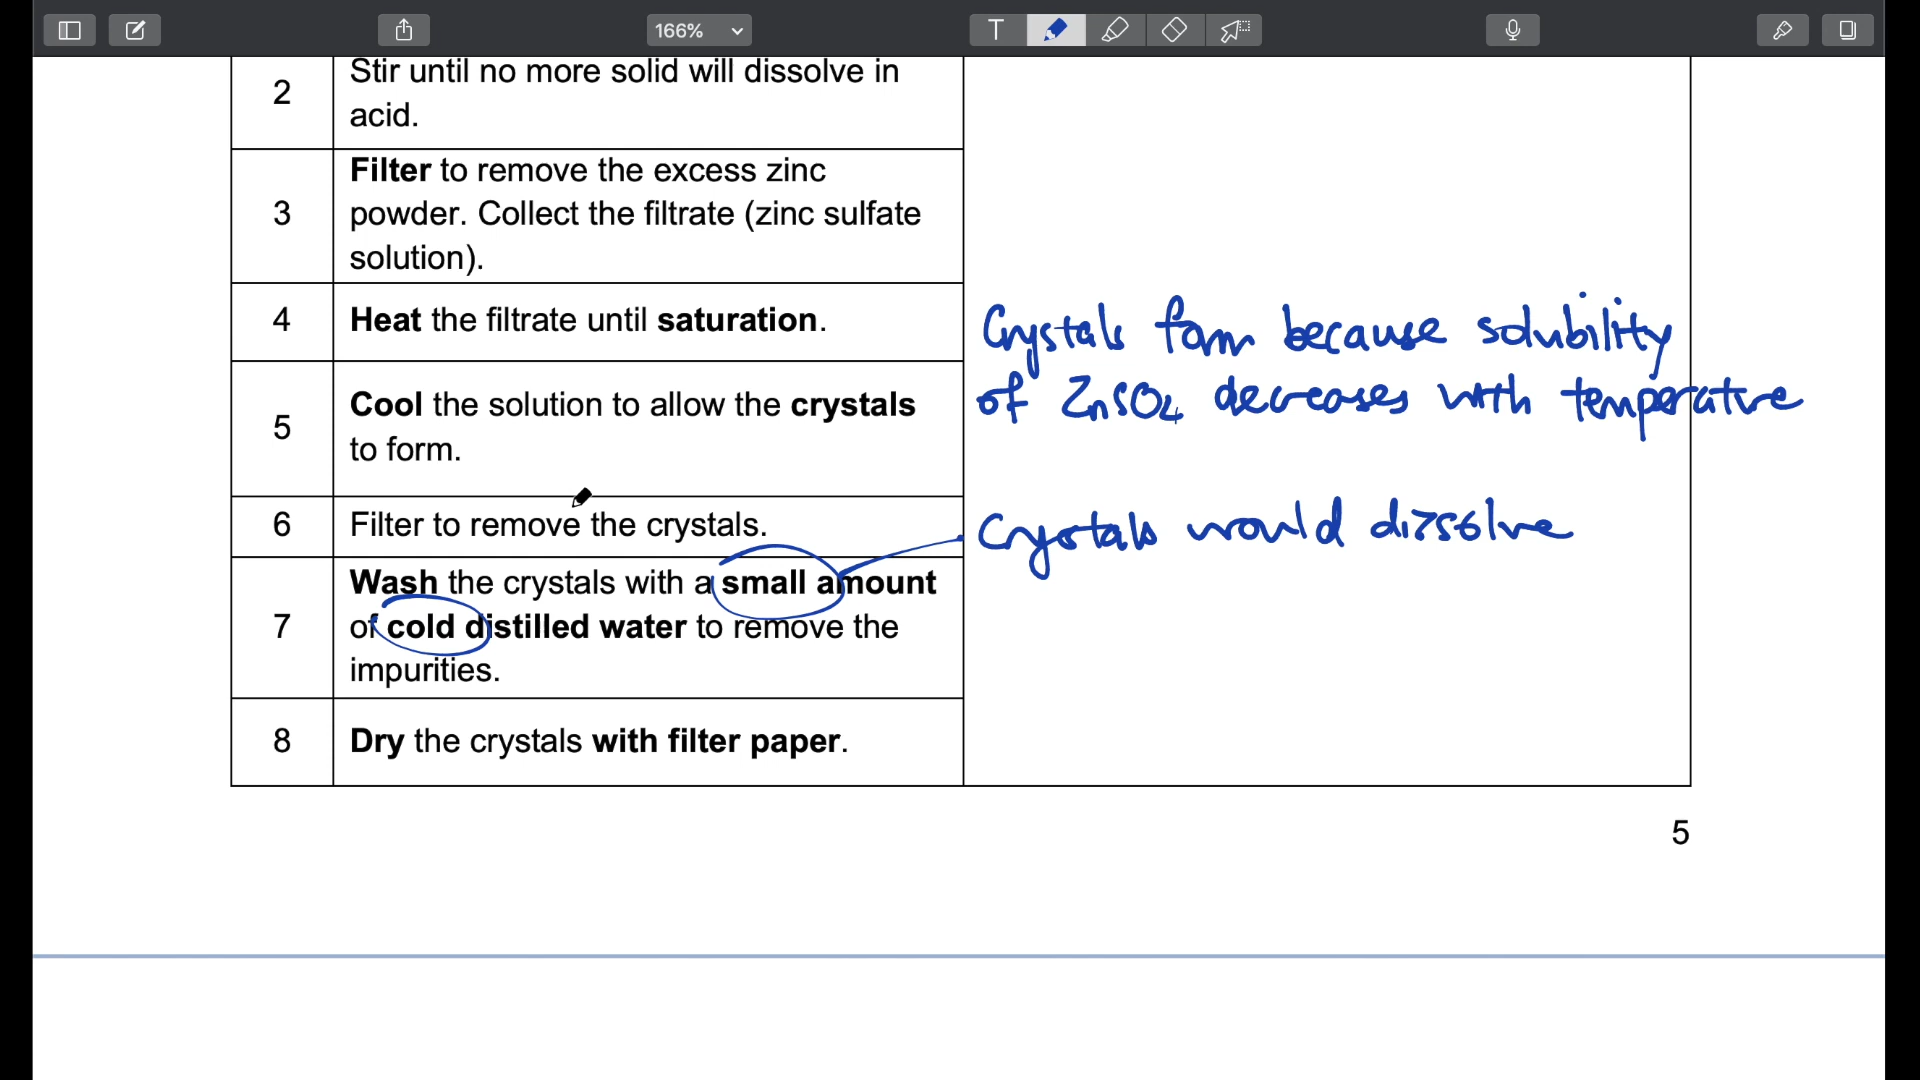 166%
T
2
Stir until no more solid will dissolve in
acid.
3
Filter to remove the excess zinc
powder. Collect the filtrate (zinc sulfate
solution).
4
Heat the filtrate until saturation.
Crystals form because solubility
of ZnSO4 decreases with temperature
5
Cool the solution to allow the crystals
to form.
6
Filter to remove the crystals.
Crystals would dissolve
7
Wash the crystals with a small amount
of cold distilled water to remove the
impurities.
8
Dry the crystals with filter paper.
5